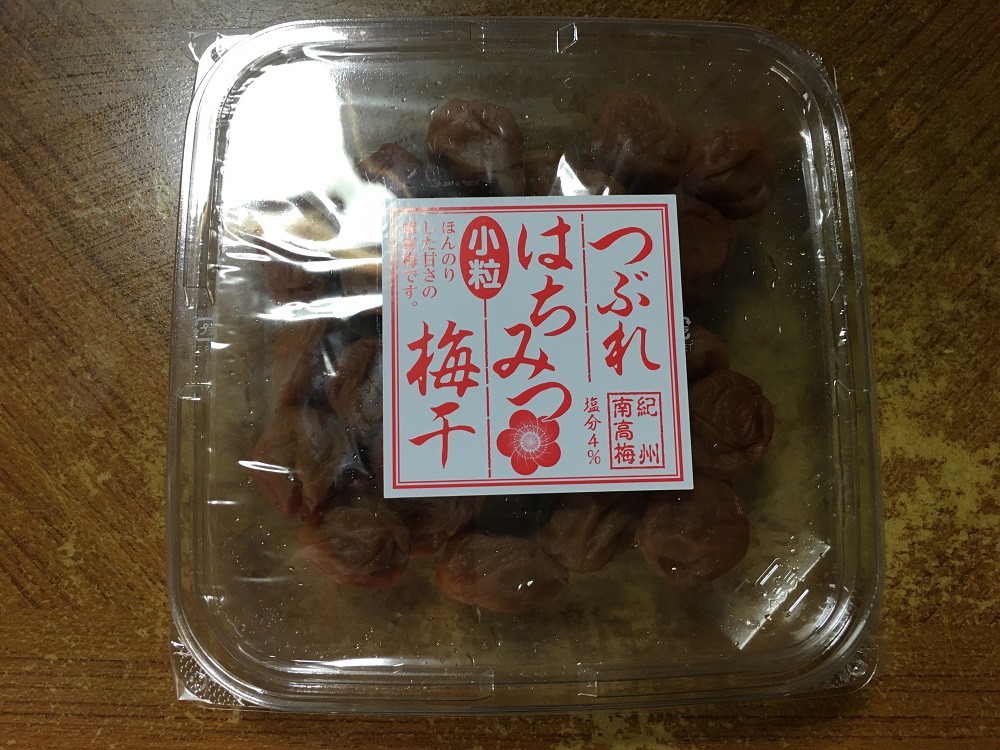 つぶれ
はちみつ
梅干
小粒
ほんのり
した甘さの
です。
塩分4%
紀州
南高梅